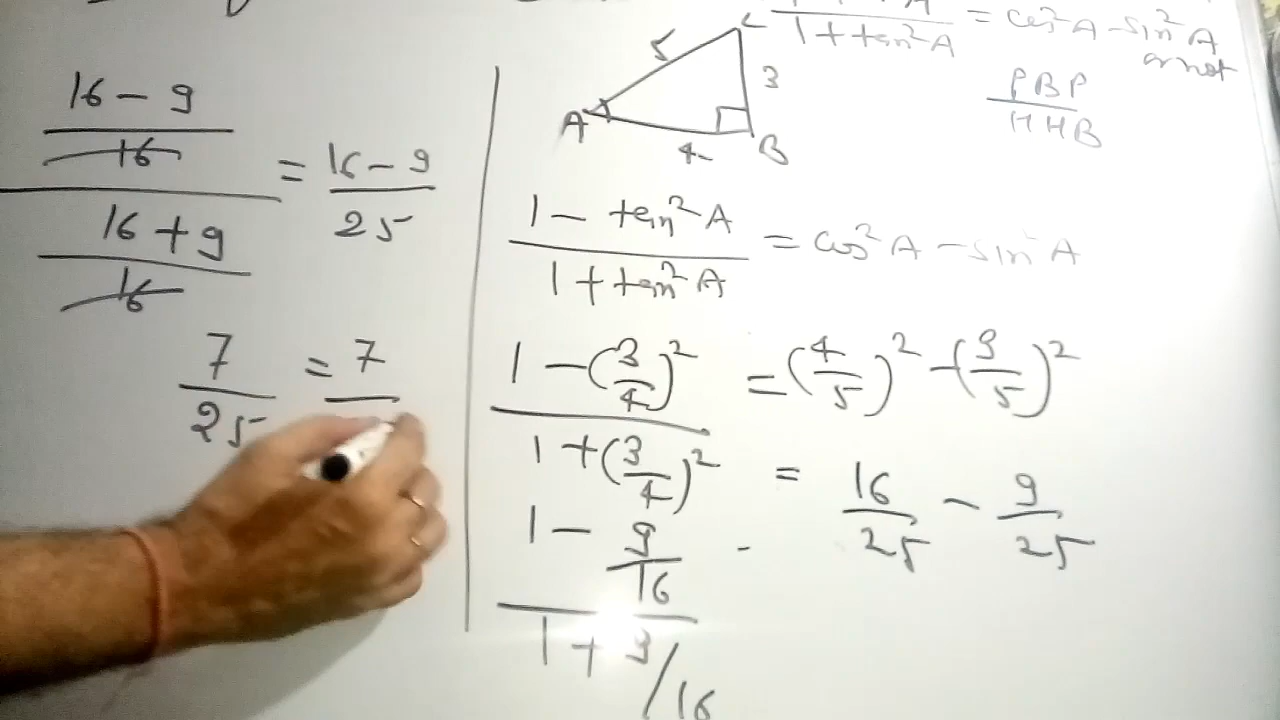 1 + tan²A = cos²A - sin²A
or not
C
5
3
A
4
B
PBP
HHB
1 - tan²A / 1 + tan²A = cos²A - sin²A
1 - (3/4)² / 1 + (3/4)² = (4/5)² - (3/5)²
= 16/25 - 9/25
1 - 9/16 / 1 + 9/16
16 - 9 / 16 / 16 + 9 / 16 = 16 - 9 / 25
7/25 = 7